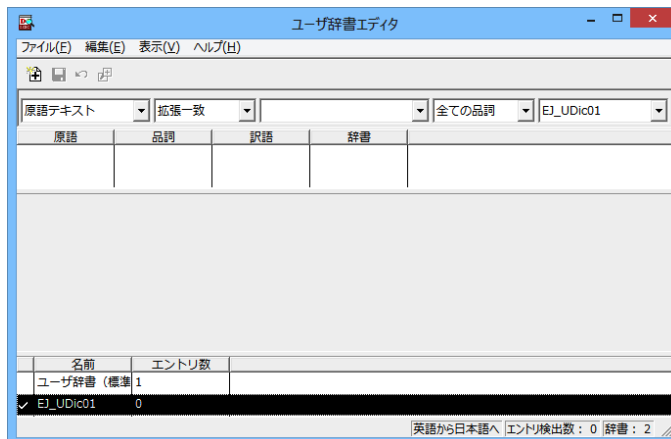 ユーザ辞書エディタ
ファイル(F) 編集(E) 表示(V) ヘルプ(H)
原語テキスト 拡張一致 全ての品詞 EJ_UDic01
原語 品詞 訳語 辞書
名前 エントリ数
ユーザ辞書（標準 1
EJ_UDic01 0
英語から日本語へ エントリ検出数： 0 辞書： 2